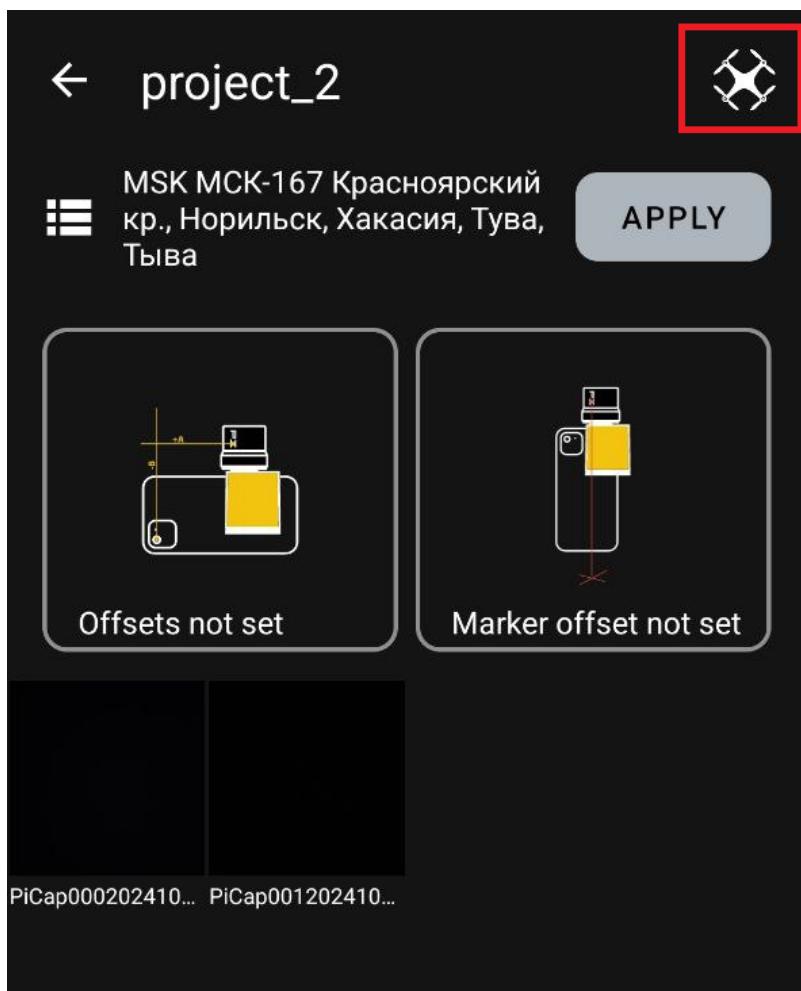 project_2
MSK МСК-167 Красноярский
кр., Норильск, Хакасия, Тува,
Тыва
APPLY
+A
-B
Offsets not set
Marker offset not set
PiCap000202410...
PiCap001202410...